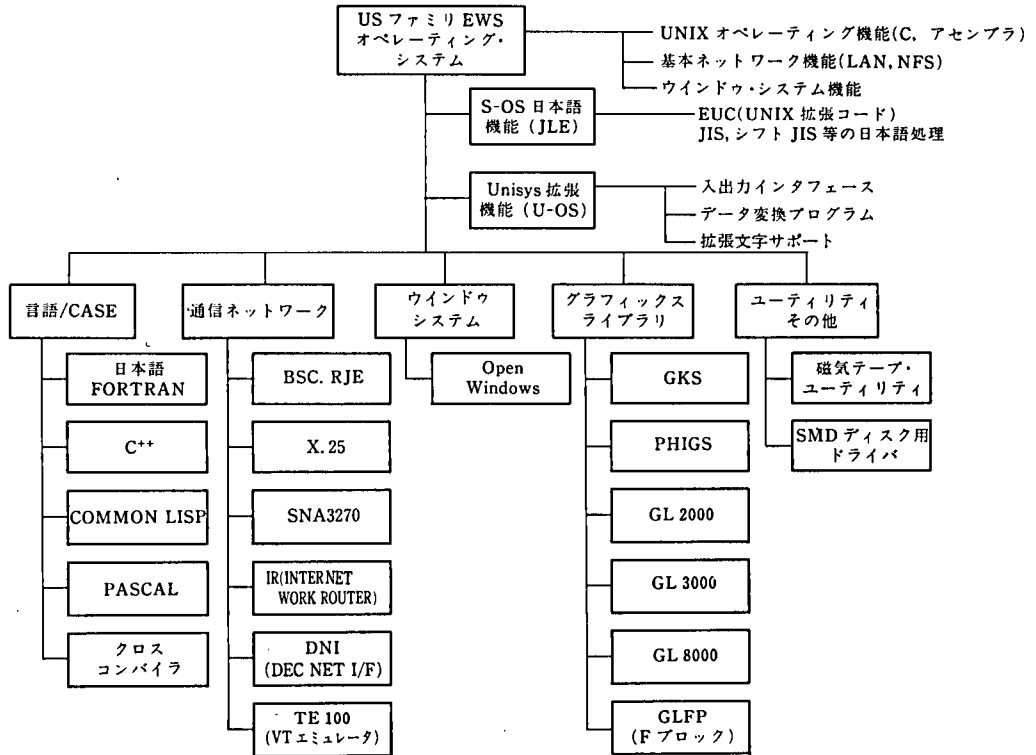 US ファミリ EWS
オペレーティング・
システム
UNIX オペレーティング機能(C, アセンブラ)
基本ネットワーク機能(LAN, NFS)
ウインドゥ・システム機能
S-OS 日本語
機能 (JLE)
EUC(UNIX 拡張コード)
JIS, シフト JIS 等の日本語処理
Unisys 拡張
機能 (U-OS)
入出力インタフェース
データ変換プログラム
拡張文字サポート
言語/CASE
通信ネットワーク
ウインドゥ
システム
グラフィックス
ライブラリ
ユーティリティ
その他
日本語
FORTRAN
C++
COMMON LISP
PASCAL
クロス
コンパイラ
BSC. RJE
X. 25
SNA3270
IR(INTERNET
WORK ROUTER)
DNI
(DEC NET I/F)
TE 100
(VT エミュレータ)
Open
Windows
GKS
PHIGS
GL 2000
GL 3000
GL 8000
GLFP
(F ブロック)
磁気テープ・
ユーティリティ
SMD ディスク用
ドライバ